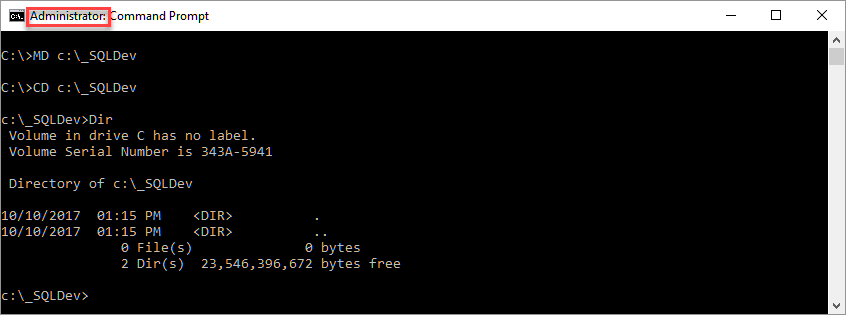 Administrator: Command Prompt
C:\>MD c:\_SQLDev
C:\>CD c:\_SQLDev
c:\_SQLDev>Dir
Volume in drive C has no label.
Volume Serial Number is 343A-5941
Directory of c:\_SQLDev
10/10/2017  01:15 PM    <DIR>          .
10/10/2017  01:15 PM    <DIR>          ..
0 File(s)              0 bytes
2 Dir(s)  23,546,396,672 bytes free
c:\_SQLDev>